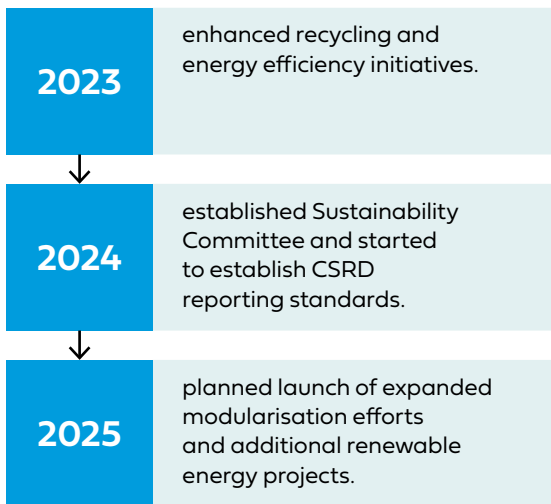 2023
enhanced recycling and
energy efficiency initiatives.
2024
established Sustainability
Committee and started
to establish CSRD
reporting standards.
2025
planned launch of expanded
modularisation efforts
and additional renewable
energy projects.